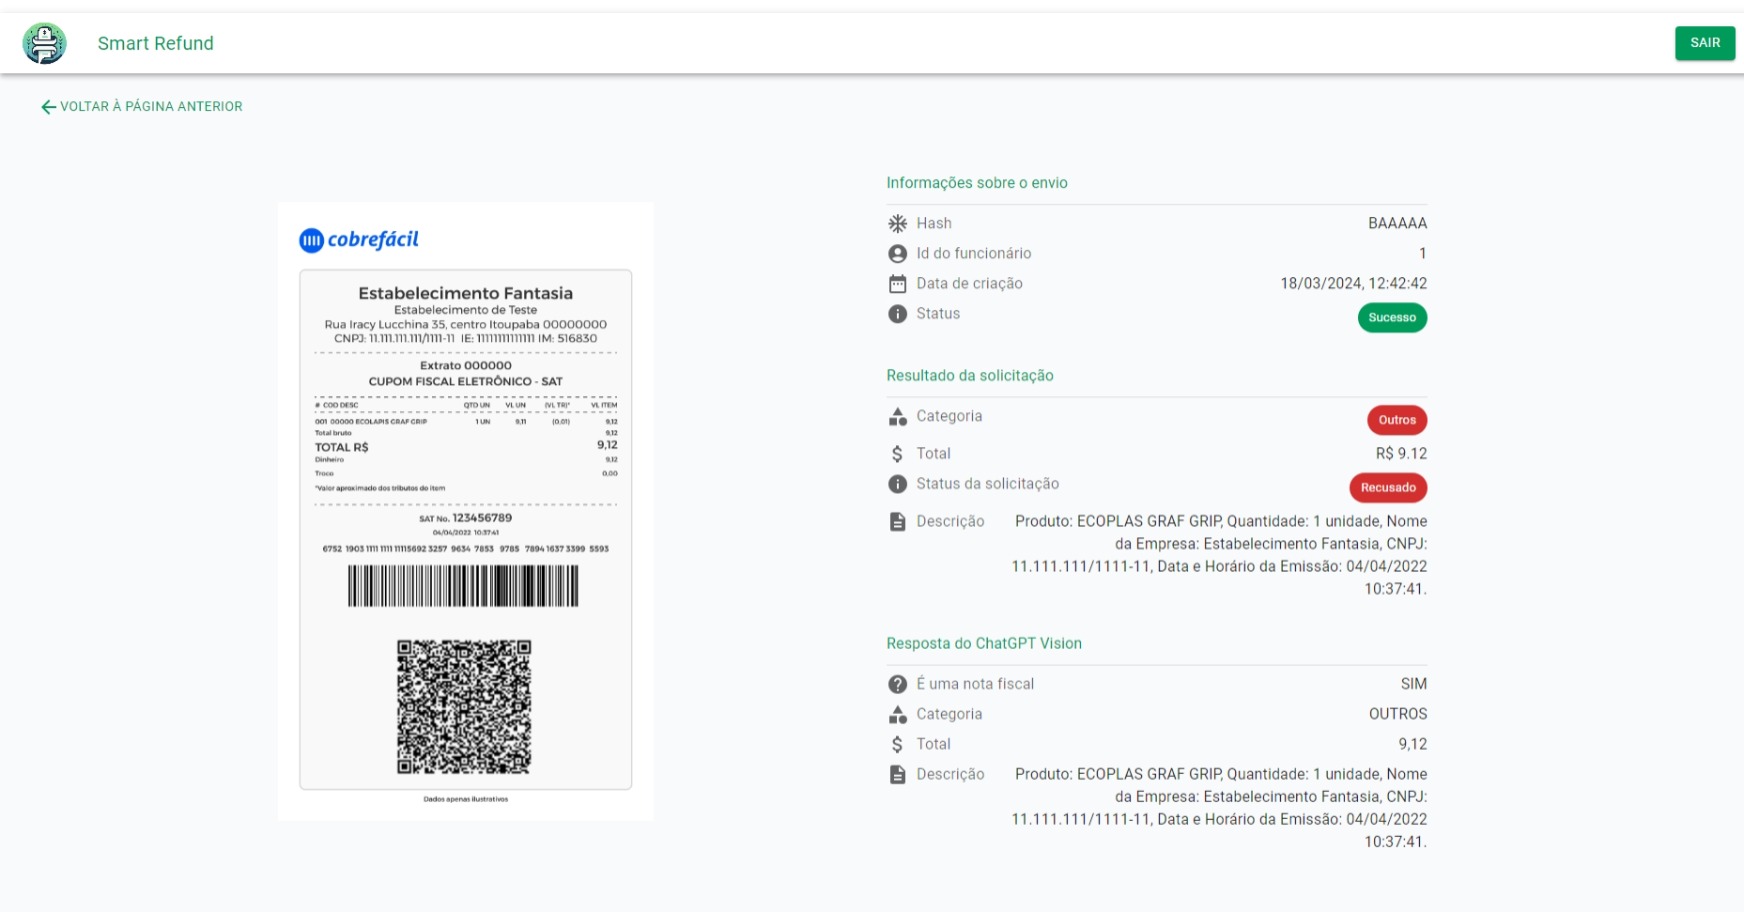 Smart Refund
SAIR
VOLTAR À PÁGINA ANTERIOR
cobrefácil
Estabelecimento Fantasia
Estabelecimento de Teste
Rua Iracy Lucchina 35, centro Itoupaba 00000000
CNPJ: 11.111.111.111/1111-11 IE: 1111111111111 IM: 516830
Extrato 000000
CUPOM FISCAL ELETRÔNICO - SAT
# COD DESC QTD UN VL UN (VL TR)* VL ITEM
001 00000 ECOLAPIS GRAF GRIP 1 UN 9,11 (0,01) 9,12
Total bruto 9,12
TOTAL R$ 9,12
Dinheiro 9,12
Troco 0,00
*Valor aproximado dos tributos do item
SAT No. 123456789
04/04/2022 10:37:41
6752 1903 1111 1111 11115692 3257 9634 7853 9785 7894 1637 3399 5593
Dados apenas ilustrativos
Informações sobre o envio
Hash BAAAAA
Id do funcionário 1
Data de criação 18/03/2024, 12:42:42
Status Sucesso
Resultado da solicitação
Categoria Outros
Total R$ 9.12
Status da solicitação Recusado
Descrição Produto: ECOPLAS GRAF GRIP, Quantidade: 1 unidade, Nome
da Empresa: Estabelecimento Fantasia, CNPJ:
11.111.111/1111-11, Data e Horário da Emissão: 04/04/2022
10:37:41.
Resposta do ChatGPT Vision
É uma nota fiscal SIM
Categoria OUTROS
Total 9,12
Descrição Produto: ECOPLAS GRAF GRIP, Quantidade: 1 unidade, Nome
da Empresa: Estabelecimento Fantasia, CNPJ:
11.111.111/1111-11, Data e Horário da Emissão: 04/04/2022
10:37:41.